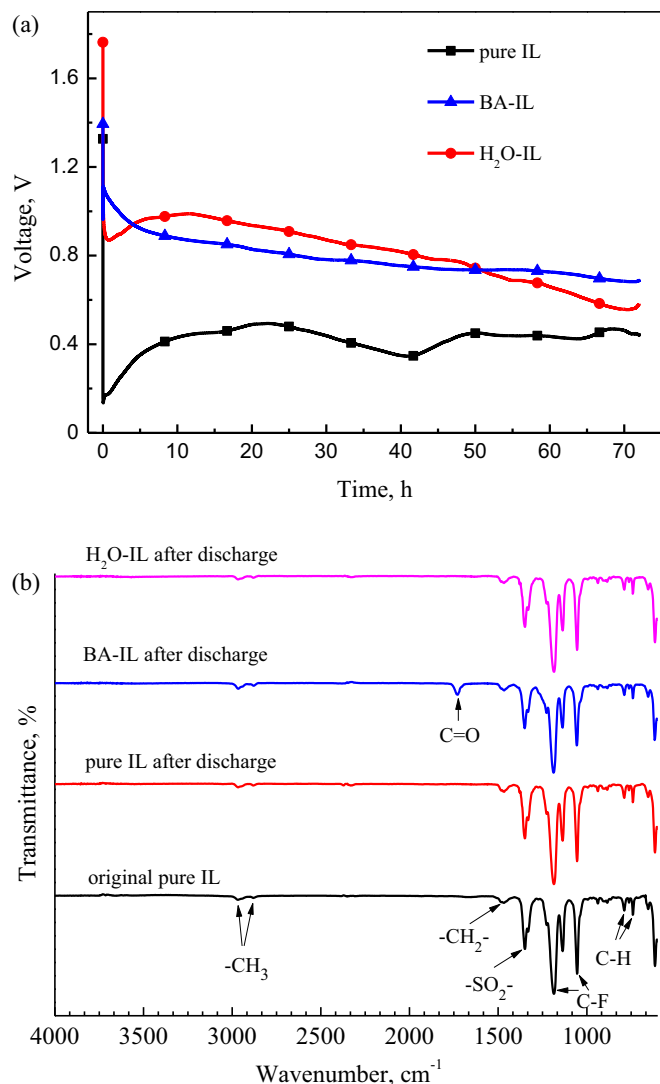 (a)
1.6
1.2
0.8
0.4
0
Voltage, V
pure IL
BA-IL
H₂O-IL
0 10 20 30 40 50 60 70
Time, h
(b)
H₂O-IL after discharge
BA-IL after discharge
C=O
pure IL after discharge
original pure IL
-CH₃
-CH₂-
-SO₂-
C-F
C-H
Transmittance, %
4000 3500 3000 2500 2000 1500 1000
Wavenumber, cm⁻¹